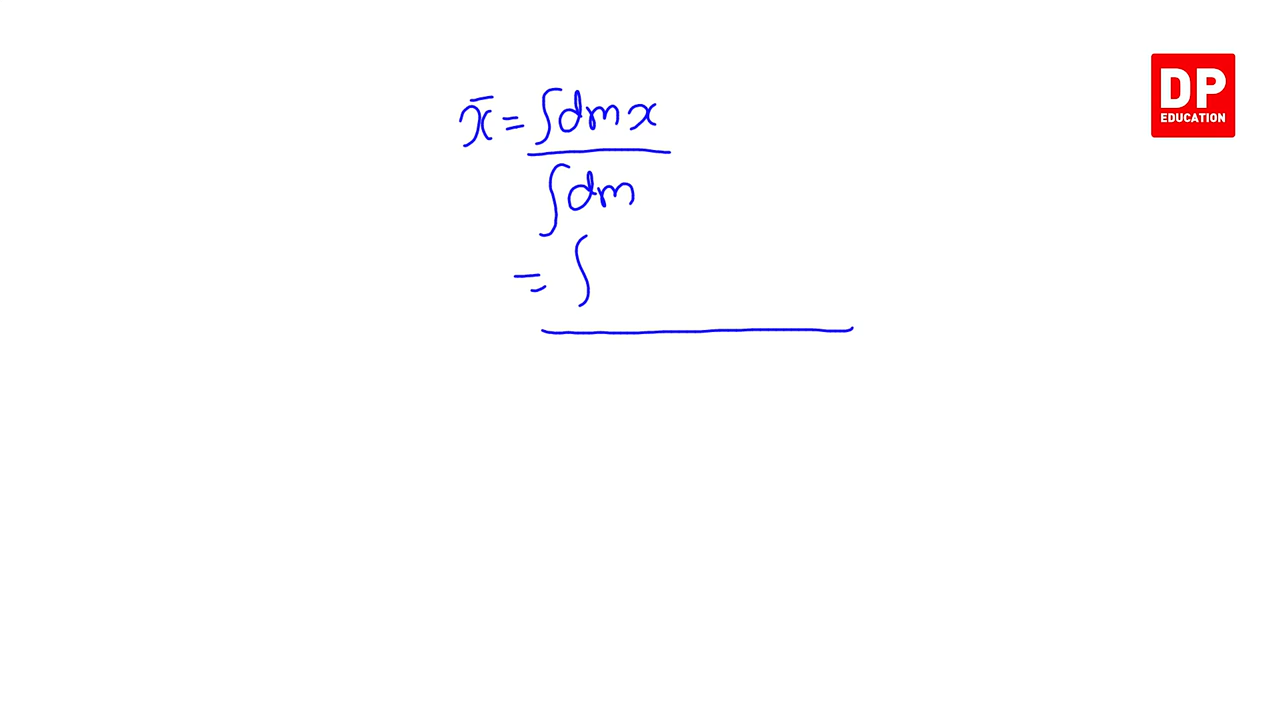 x̄ = ∫dm x
∫dm
= ∫
DP
EDUCATION